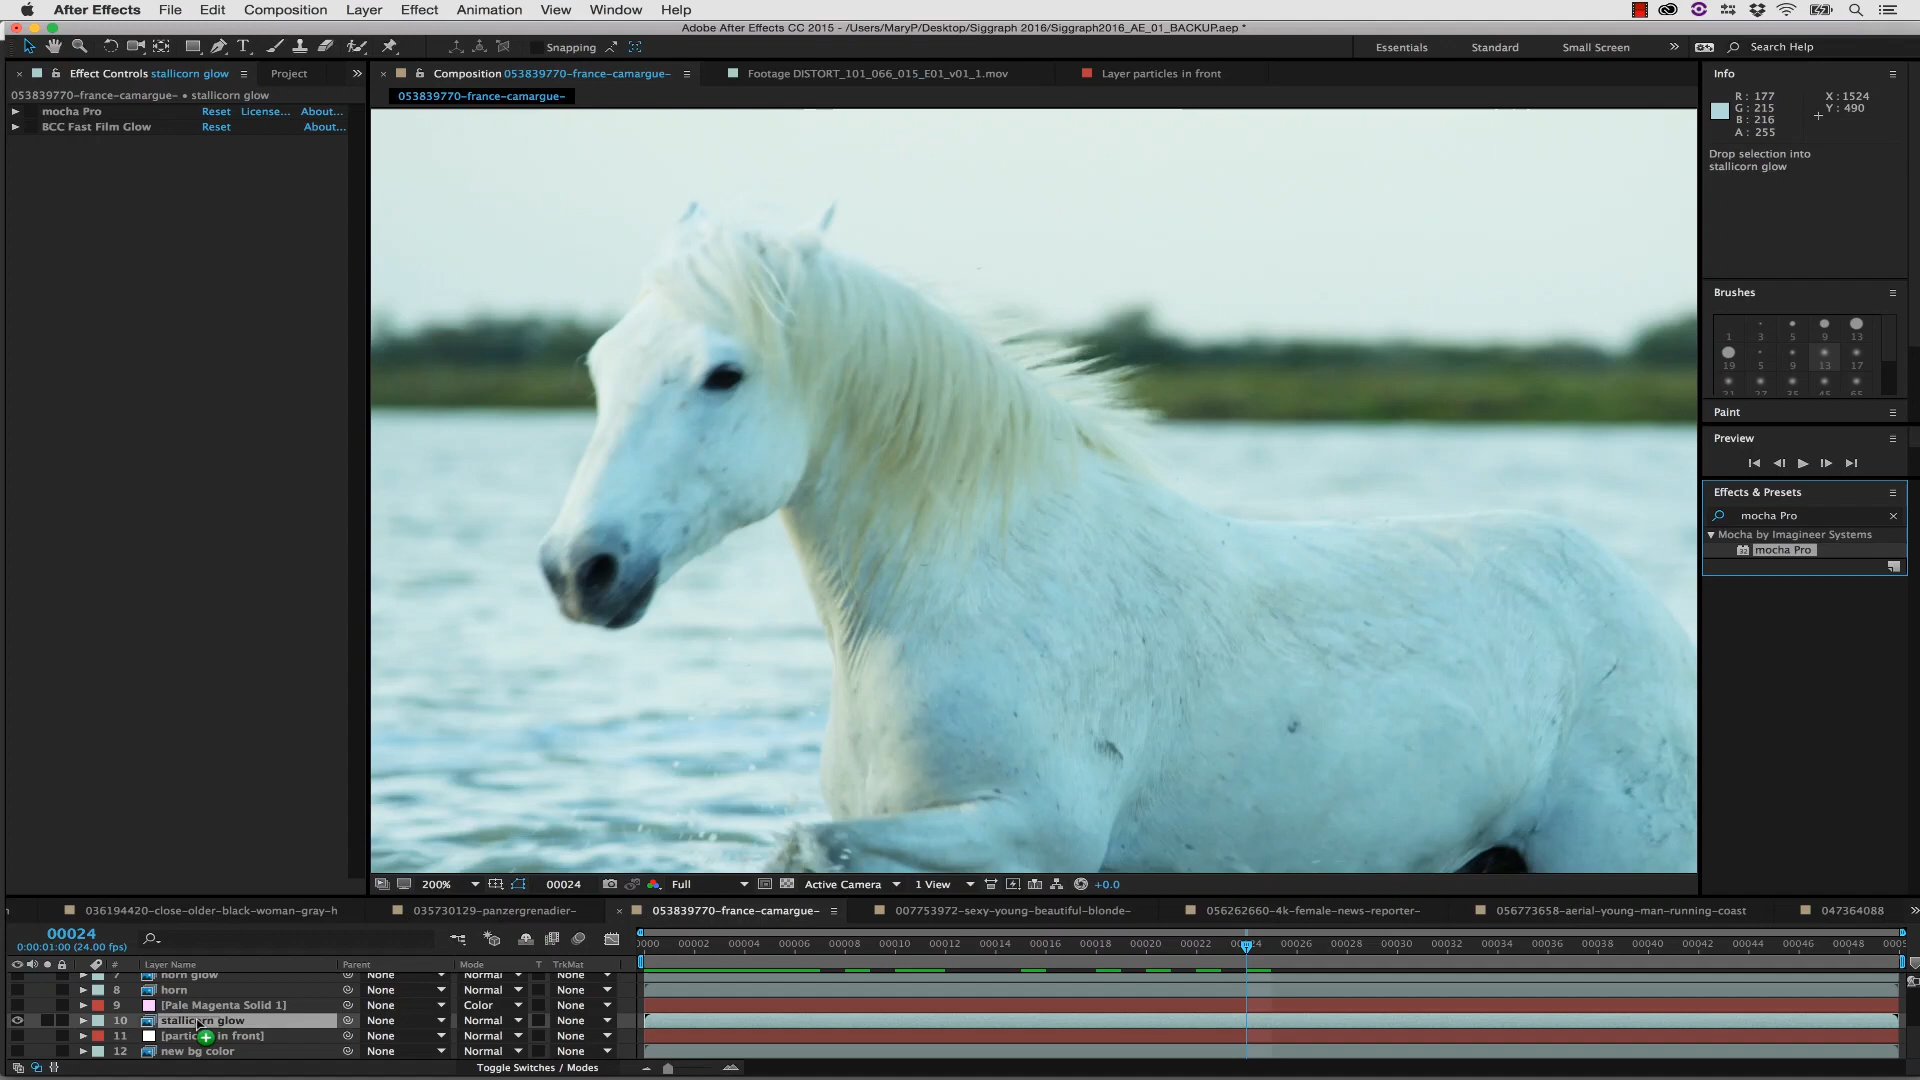 After Effects File Edit Composition Layer Effect Animation View Window Help
Adobe After Effects CC 2015 - /Users/MaryP/Desktop/Siggraph 2016/Siggraph2016_AE_01_BACKUP.aep *
Snapping Essentials Standard Small Screen Search Help
Effect Controls stallicorn glow Project
053839770-france-camargue- • stallicorn glow
mocha Pro Reset License... About...
BCC Fast Film Glow Reset About...
Composition 053839770-france-camargue- Footage DISTORT_101_066_015_E01_v01_1.mov Layer particles in front
053839770-france-camargue-
Info
R : 177 X : 1524
G : 215 Y : 490
B : 216
A : 255
Drop selection into
stallicorn glow
Brushes
1 3 5 9 13
19 5 9 13 17
21 27 35 45 65
Paint
Preview
Effects & Presets
mocha Pro
Mocha by Imagineer Systems
32 mocha Pro
200% 00024 Full Active Camera 1 View +0.0
036194420-close-older-black-woman-gray-h 035730129-panzergrenadier- 053839770-france-camargue- 007753972-sexy-young-beautiful-blonde- 056262660-4k-female-news-reporter- 056773658-aerial-young-man-running-coast 047364088
00024
0:00:01:00 (24.00 fps)
0000 00002 00004 00006 00008 00010 00012 00014 00016 00018 00020 00022 00026 00028 00030 00032 00034 00036 00038 00040 00042 00044 00046 00048
# Layer Name Parent Mode T TrkMat
7 horn glow None Normal None
8 horn None Normal None
9 [Pale Magenta Solid 1] None Color None
10 stallicorn glow None Normal None
11 in front] None Normal None
12 new bg color None Normal None
Toggle Switches / Modes